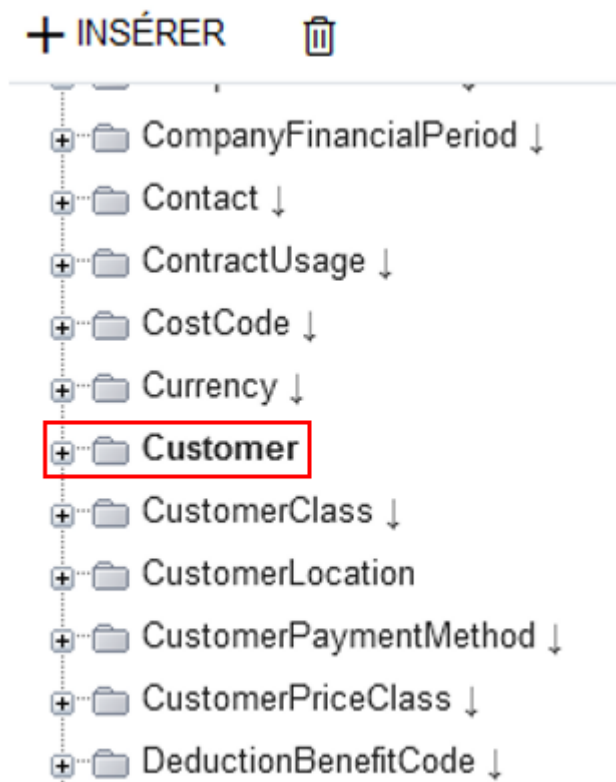 + INSÉRER
CompanyFinancialPeriod ↓
Contact ↓
ContractUsage ↓
CostCode ↓
Currency ↓
Customer
CustomerClass ↓
CustomerLocation
CustomerPaymentMethod ↓
CustomerPriceClass ↓
DeductionBenefitCode ↓